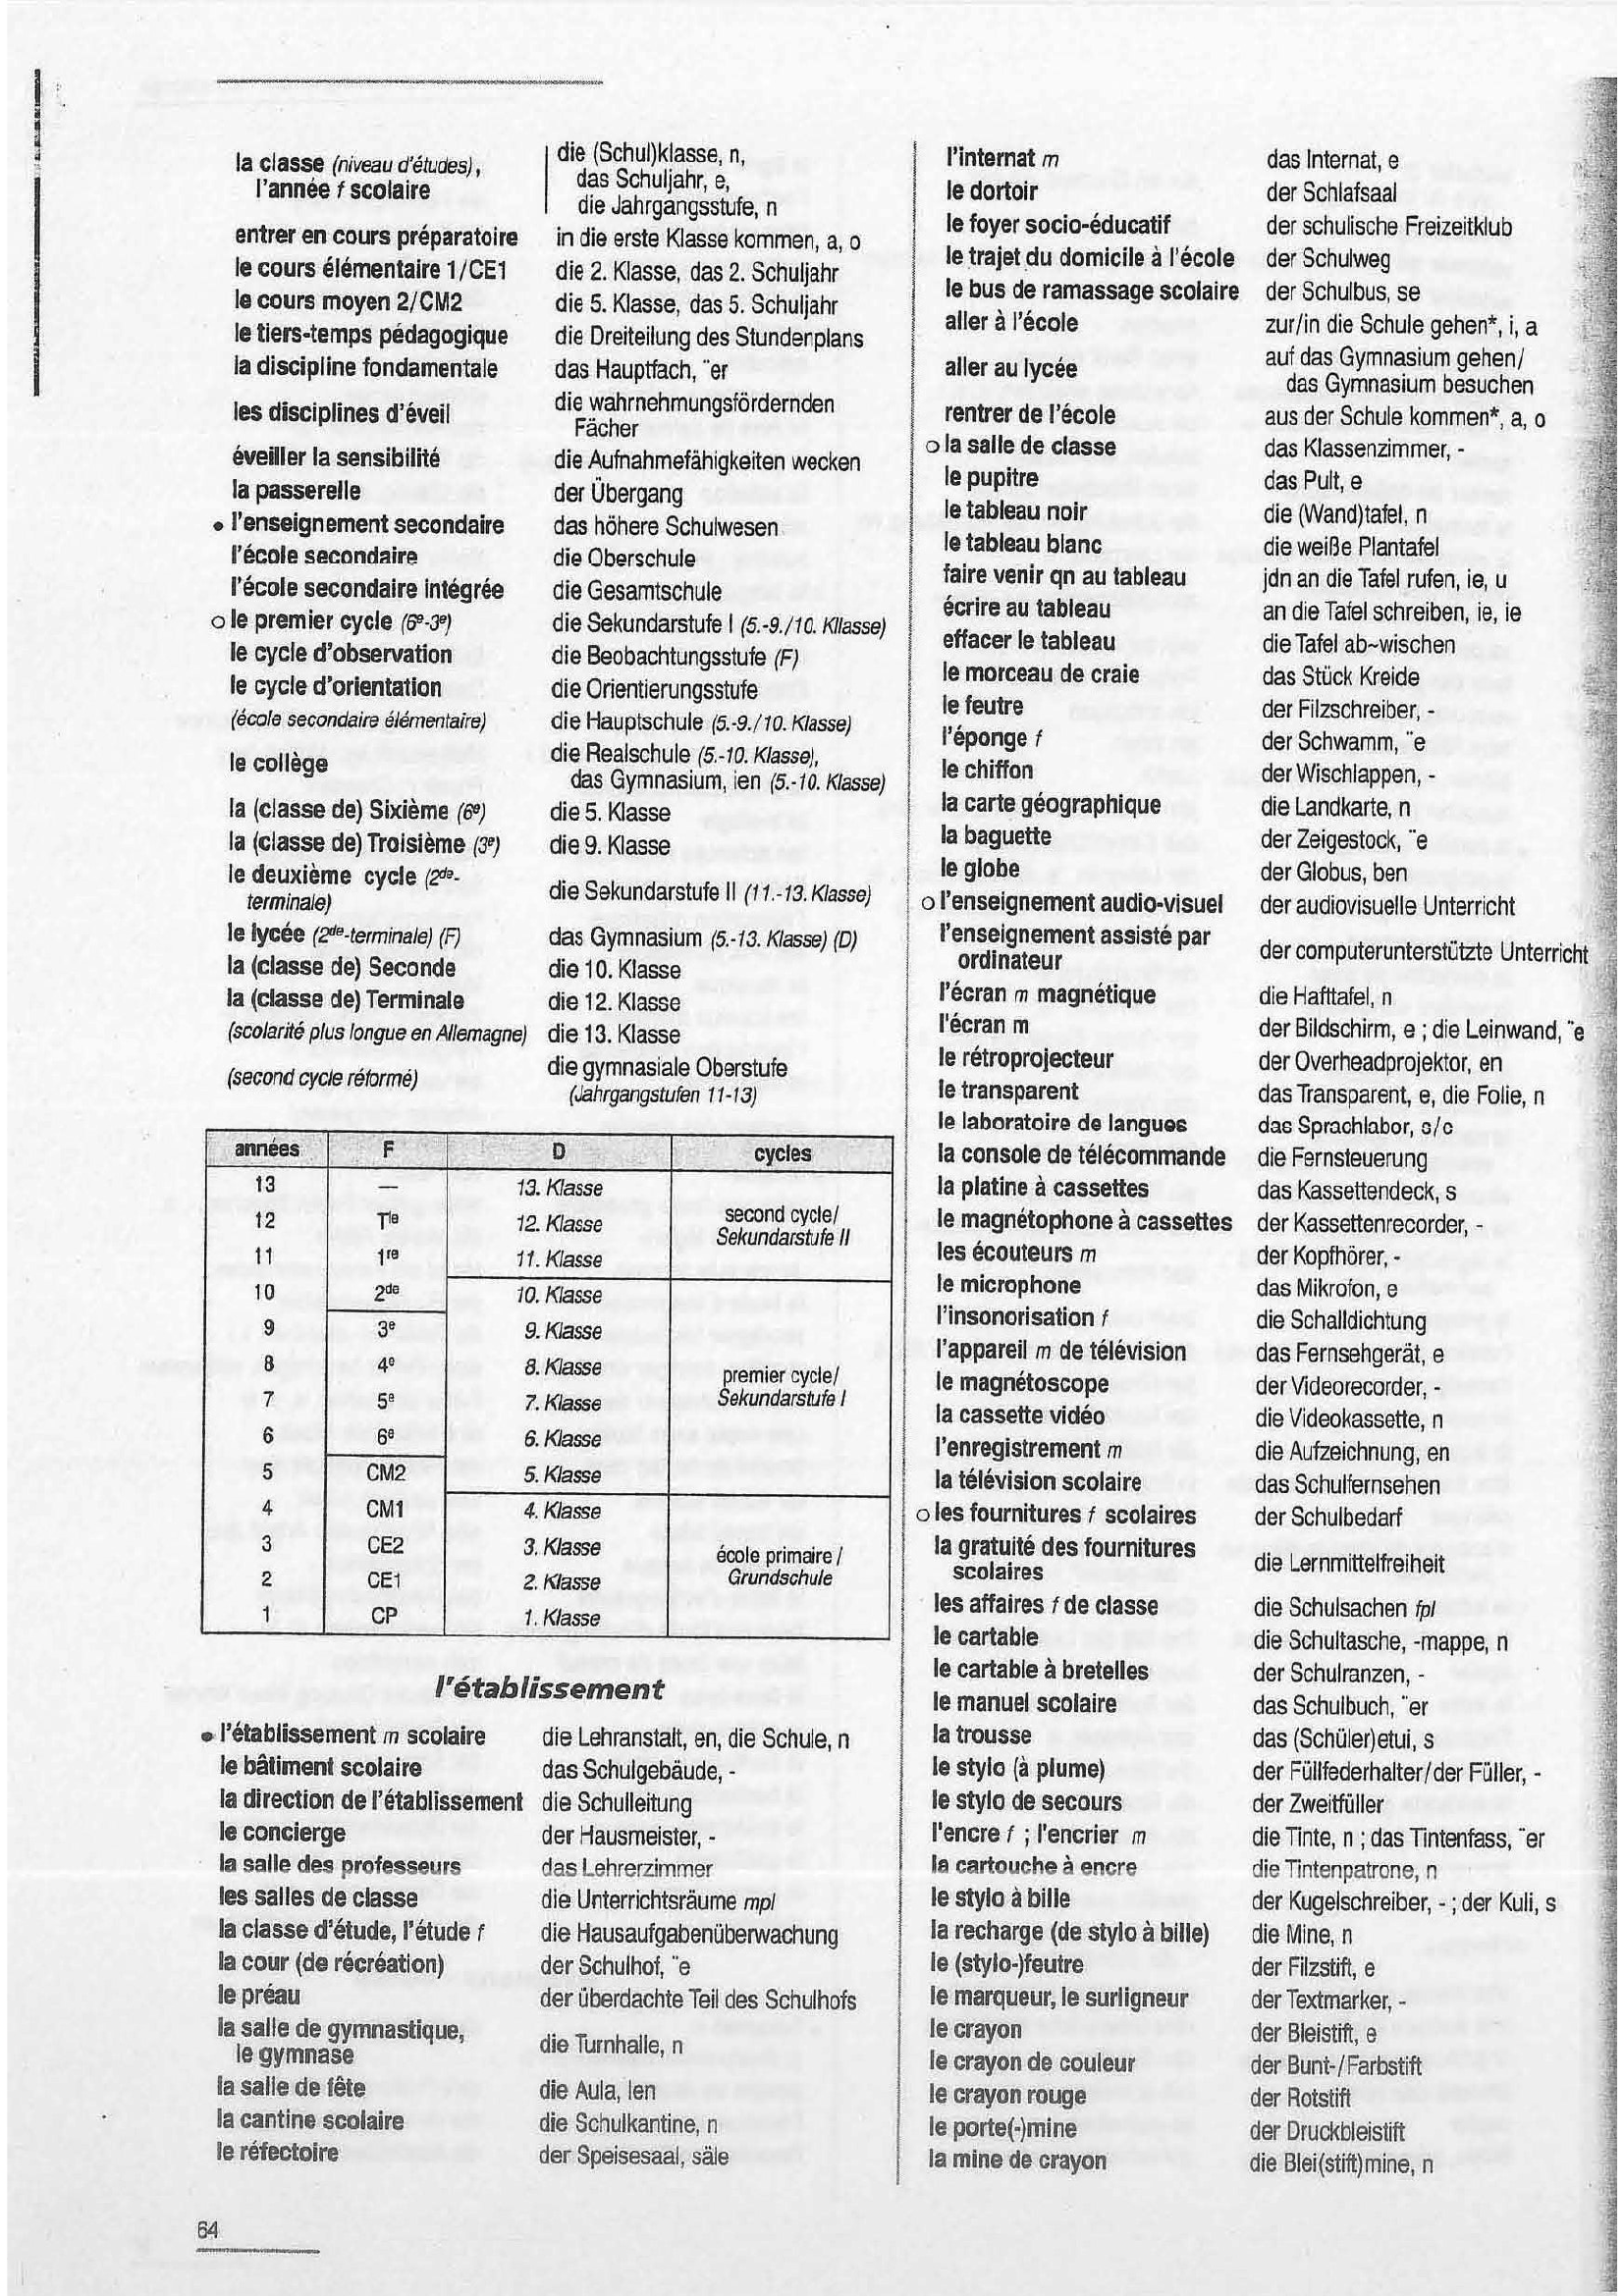 la classe (niveau d'études), die (Schul)klasse, n,
l'année f scolaire das Schuljahr, e,
die Jahrgangsstufe, n
entrer en cours préparatoire in die erste Klasse kommen, a, o
le cours élémentaire 1/CE1 die 2. Klasse, das 2. Schuljahr
le cours moyen 2/CM2 die 5. Klasse, das 5. Schuljahr
le tiers-temps pédagogique die Dreiteilung des Stundenplans
la discipline fondamentale das Hauptfach, ¨er
les disciplines d'éveil die wahrnehmungsfördernden
Fächer
éveiller la sensibilité die Aufnahmefähigkeiten wecken
la passerelle der Übergang
• l'enseignement secondaire das höhere Schulwesen
l'école secondaire die Oberschule
l'école secondaire intégrée die Gesamtschule
o le premier cycle (6e-3e) die Sekundarstufe I (5.-9./10. Kllasse)
le cycle d'observation die Beobachtungsstufe (F)
le cycle d'orientation die Orientierungsstufe
(école secondaire élémentaire) die Hauptschule (5.-9./10. Klasse)
le collège die Realschule (5.-10. Klasse),
das Gymnasium, ien (5.-10. Klasse)
la (classe de) Sixième (6e) die 5. Klasse
la (classe de) Troisième (3e) die 9. Klasse
le deuxième cycle (2de-
terminale) die Sekundarstufe II (11.-13. Klasse)
le lycée (2de-terminale) (F) das Gymnasium (5.-13. Klasse) (D)
la (classe de) Seconde die 10. Klasse
la (classe de) Terminale die 12. Klasse
(scolarité plus longue en Allemagne) die 13. Klasse
(second cycle réformé) die gymnasiale Oberstufe
(Jahrgangstufen 11-13)
années F D cycles
13 — 13. Klasse
12 Tle 12. Klasse second cycle/
Sekundarstufe II
11 1re 11. Klasse
10 2de 10. Klasse
9 3e 9. Klasse
8 4e 8. Klasse premier cycle/
7 5e 7. Klasse Sekundarstufe I
6 6e 6. Klasse
5 CM2 5. Klasse
4 CM1 4. Klasse
3 CE2 3. Klasse école primaire /
2 CE1 2. Klasse Grundschule
1 CP 1. Klasse
l'établissement
• l'établissement m scolaire die Lehranstalt, en, die Schule, n
le bâtiment scolaire das Schulgebäude, -
la direction de l'établissement die Schulleitung
le concierge der Hausmeister, -
la salle des professeurs das Lehrerzimmer
les salles de classe die Unterrichtsräume mpl
la classe d'étude, l'étude f die Hausaufgabenüberwachung
la cour (de récréation) der Schulhof, ¨e
le préau der überdachte Teil des Schulhofs
la salle de gymnastique,
le gymnase die Turnhalle, n
la salle de fête die Aula, len
la cantine scolaire die Schulkantine, n
le réfectoire der Speisesaal, säle
64
l'internat m das Internat, e
le dortoir der Schlafsaal
le foyer socio-éducatif der schulische Freizeitklub
le trajet du domicile à l'école der Schulweg
le bus de ramassage scolaire der Schulbus, se
aller à l'école zur/in die Schule gehen*, i, a
aller au lycée auf das Gymnasium gehen/
das Gymnasium besuchen
rentrer de l'école aus der Schule kommen*, a, o
o la salle de classe das Klassenzimmer, -
le pupitre das Pult, e
le tableau noir die (Wand)tafel, n
le tableau blanc die weiße Plantafel
faire venir qn au tableau jdn an die Tafel rufen, ie, u
écrire au tableau an die Tafel schreiben, ie, ie
effacer le tableau die Tafel ab~wischen
le morceau de craie das Stück Kreide
le feutre der Filzschreiber, -
l'éponge f der Schwamm, ¨e
le chiffon der Wischlappen, -
la carte géographique die Landkarte, n
la baguette der Zeigestock, ¨e
le globe der Globus, ben
o l'enseignement audio-visuel der audiovisuelle Unterricht
l'enseignement assisté par
ordinateur der computerunterstützte Unterricht
l'écran m magnétique die Hafttafel, n
l'écran m der Bildschirm, e ; die Leinwand, ¨e
le rétroprojecteur der Overheadprojektor, en
le transparent das Transparent, e, die Folie, n
le laboratoire de langues das Sprachlabor, s/e
la console de télécommande die Fernsteuerung
la platine à cassettes das Kassettendeck, s
le magnétophone à cassettes der Kassettenrecorder, -
les écouteurs m der Kopfhörer, -
le microphone das Mikrofon, e
l'insonorisation f die Schalldichtung
l'appareil m de télévision das Fernsehgerät, e
le magnétoscope der Videorecorder, -
la cassette vidéo die Videokassette, n
l'enregistrement m die Aufzeichnung, en
la télévision scolaire das Schulfernsehen
o les fournitures f scolaires der Schulbedarf
la gratuité des fournitures
scolaires die Lernmittelfreiheit
les affaires f de classe die Schulsachen fpl
le cartable die Schultasche, -mappe, n
le cartable à bretelles der Schulranzen, -
le manuel scolaire das Schulbuch, ¨er
la trousse das (Schüler)etui, s
le stylo (à plume) der Füllfederhalter/der Füller, -
le stylo de secours der Zweitfüller
l'encre f ; l'encrier m die Tinte, n ; das Tintenfass, ¨er
la cartouche à encre die Tintenpatrone, n
le stylo à bille der Kugelschreiber, - ; der Kuli, s
la recharge (de stylo à bille) die Mine, n
le (stylo-)feutre der Filzstift, e
le marqueur, le surligneur der Textmarker, -
le crayon der Bleistift, e
le crayon de couleur der Bunt-/Farbstift
le crayon rouge der Rotstift
le porte(-)mine der Druckbleistift
la mine de crayon die Blei(stift)mine, n